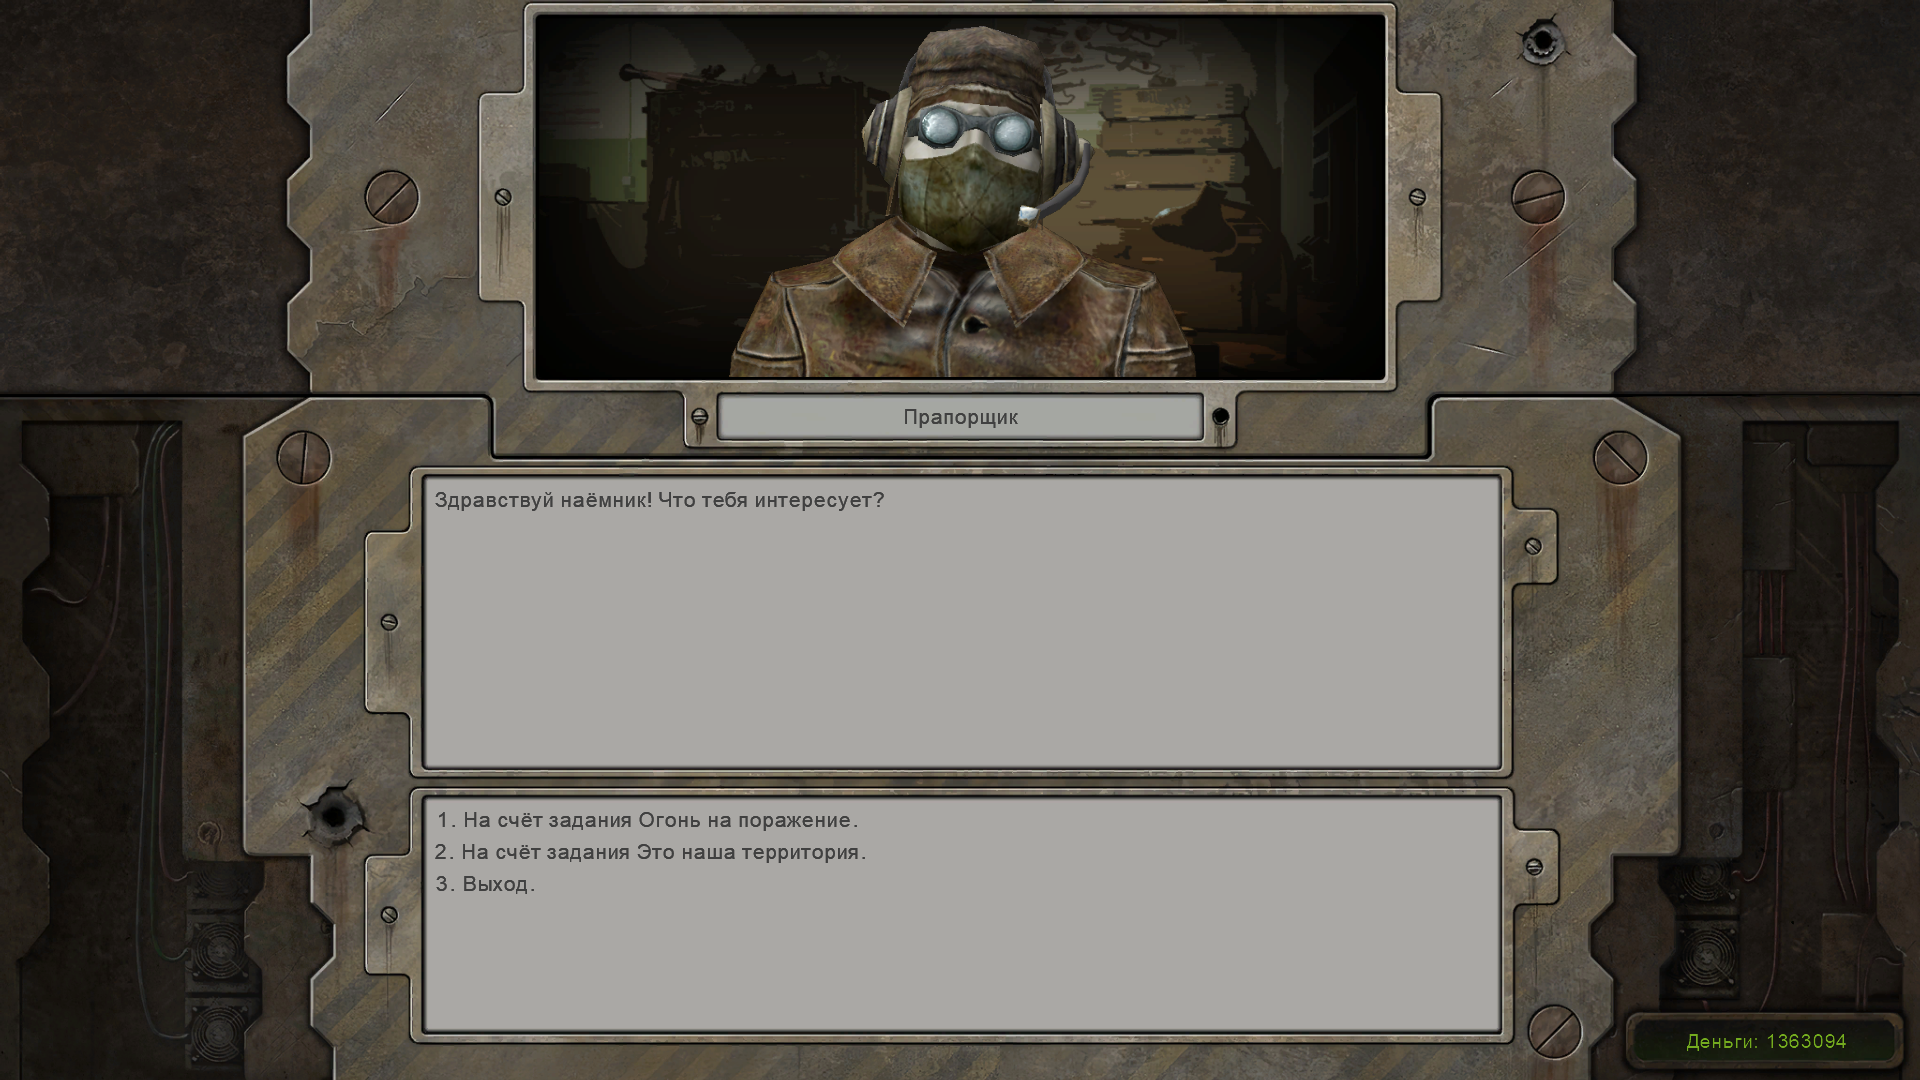 Прапорщик
Здравствуй наёмник! Что тебя интересует?
1. На счёт задания Огонь на поражение.
2. На счёт задания Это наша территория.
3. Выход.
Деньги: 1363094